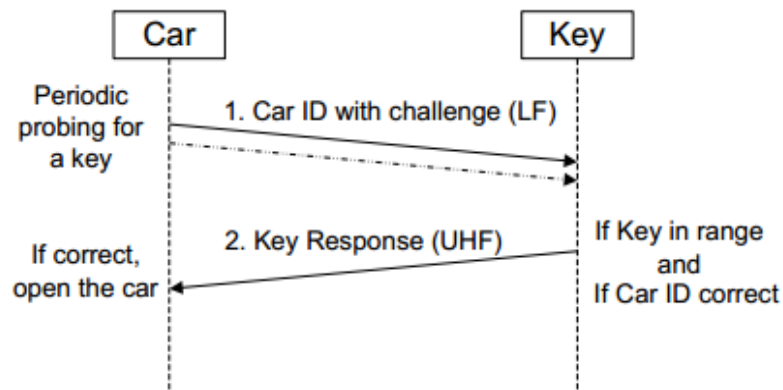 Car
Key
Periodic
probing for
a key
1. Car ID with challenge (LF)
2. Key Response (UHF)
If correct,
open the car
If Key in range
and
If Car ID correct